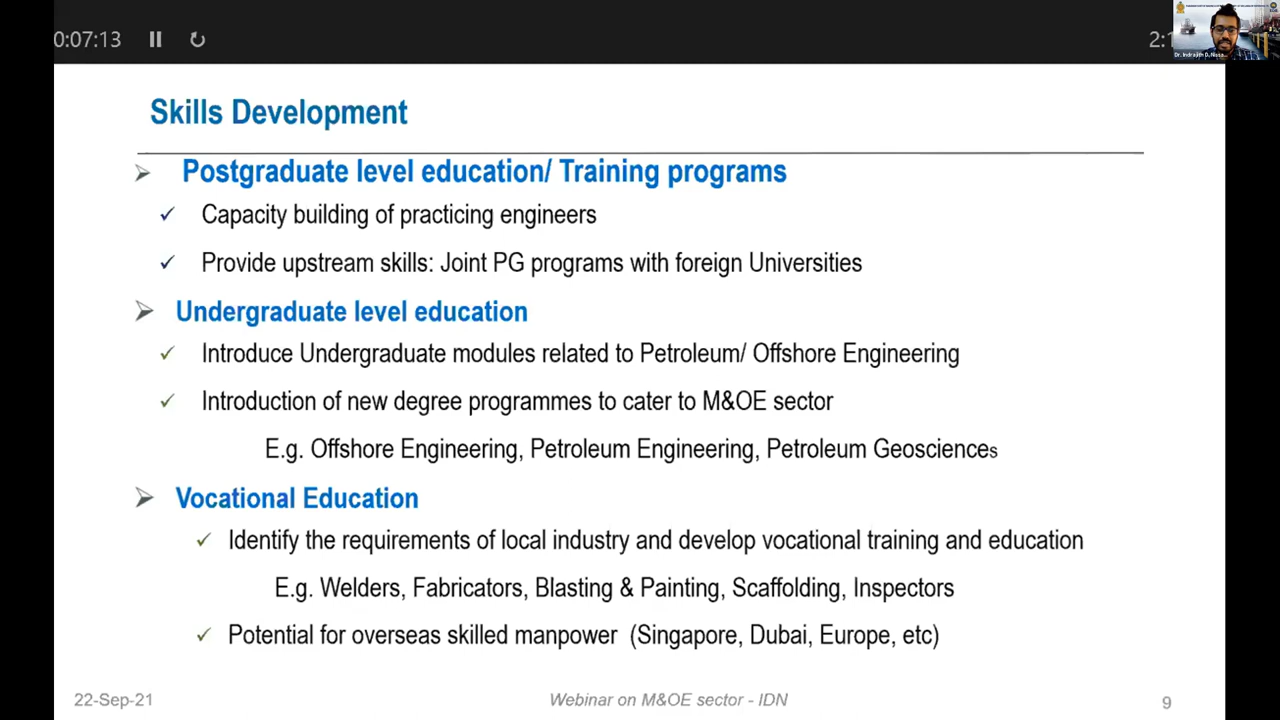 0:07:13
Skills Development
Postgraduate level education/ Training programs
Capacity building of practicing engineers
Provide upstream skills: Joint PG programs with foreign Universities
Undergraduate level education
Introduce Undergraduate modules related to Petroleum/ Offshore Engineering
Introduction of new degree programmes to cater to M&OE sector
E.g. Offshore Engineering, Petroleum Engineering, Petroleum Geosciences
Vocational Education
Identify the requirements of local industry and develop vocational training and education
E.g. Welders, Fabricators, Blasting & Painting, Scaffolding, Inspectors
Potential for overseas skilled manpower (Singapore, Dubai, Europe, etc)
22-Sep-21
Webinar on M&OE sector - IDN
9